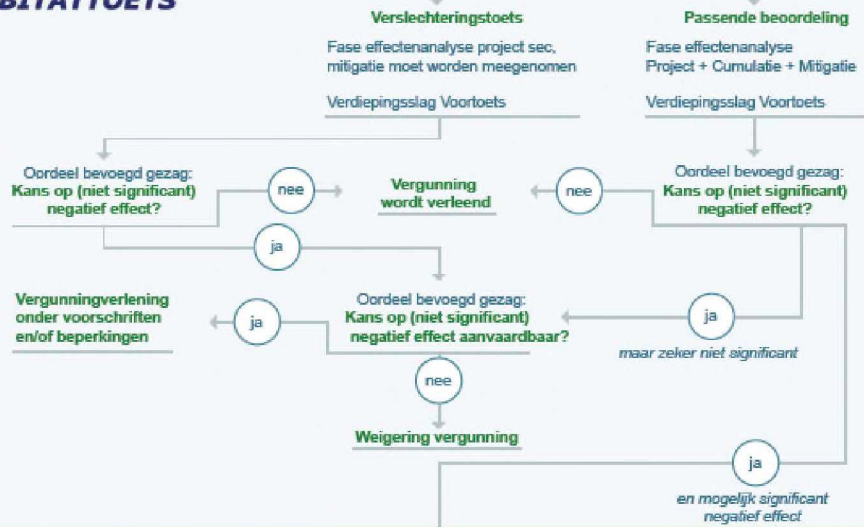 BITATTOETS
Verslechteringstoets
Fase effectenanalyse project sec,
mitigatie moet worden meegenomen
Verdiepingsslag Voortoets
Passende beoordeling
Fase effectenanalyse
Project + Cumulatie + Mitigatie
Verdiepingsslag Voortoets
Oordeel bevoegd gezag:
Kans op (niet significant)
negatief effect?
nee
Vergunning
wordt verleend
nee
Oordeel bevoegd gezag:
Kans op (niet significant)
negatief effect?
ja
Vergunningverlening
onder voorschriften
en/of beperkingen
ja
Oordeel bevoegd gezag:
Kans op (niet significant)
negatief effect aanvaardbaar?
ja
maar zeker niet significant
nee
Weigering vergunning
ja
en mogelijk significant
negatief effect